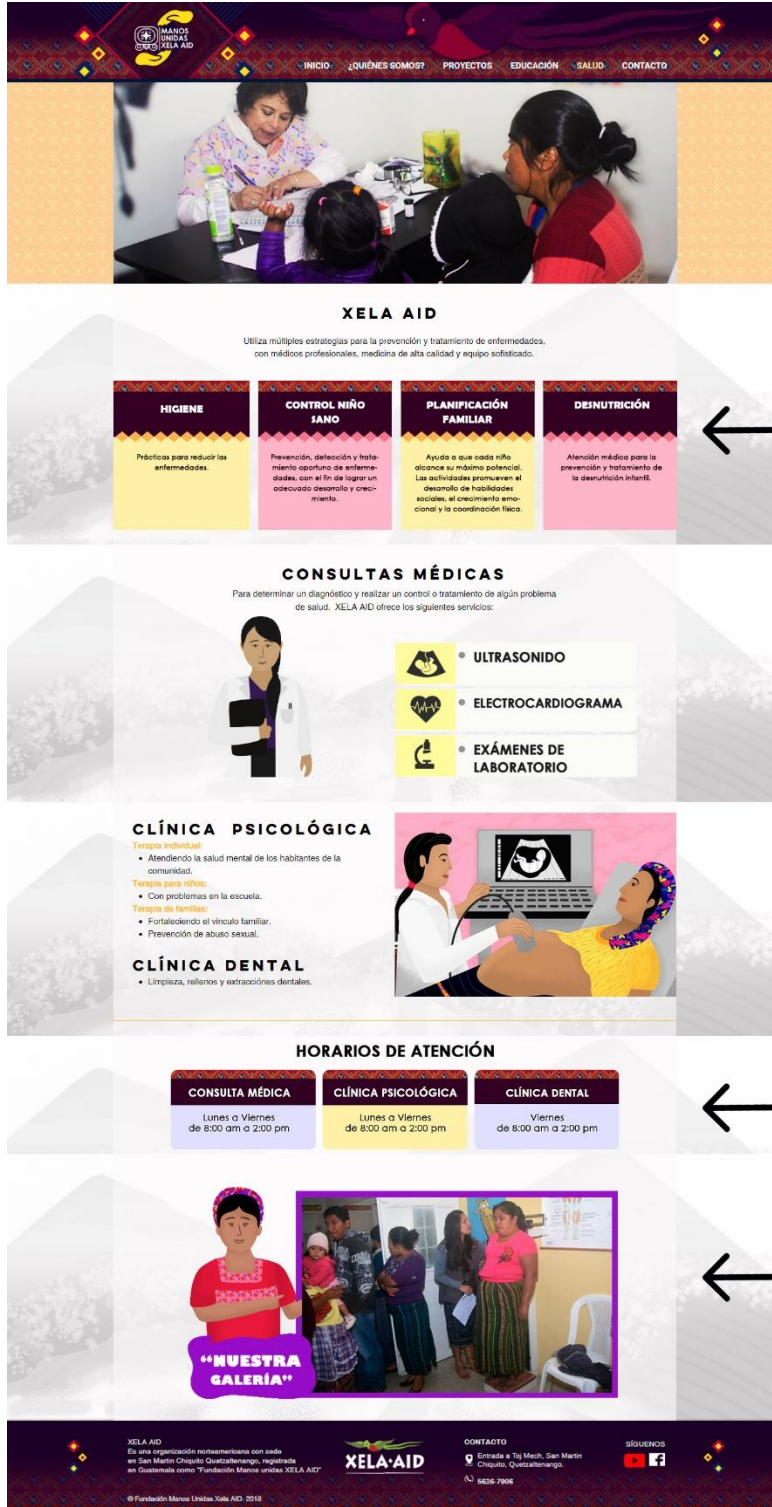 MANOS
UNIDAS
XELA AID
INICIO
¿QUIÉNES SOMOS?
PROYECTOS
EDUCACIÓN
SALUD
CONTACTO
XELA AID
Utiliza múltiples estrategias para la prevención y tratamiento de enfermedades,
con médicos profesionales, medicina de alta calidad y equipo sofisticado.
HIGIENE
Prácticas para reducir las
enfermedades.
CONTROL NIÑO
SANO
Prevención, detección y trata-
miento oportuno de enferme-
dades, con el fin de lograr un
adecuado desarrollo y creci-
miento.
PLANIFICACIÓN
FAMILIAR
Ayuda a que cada niño
alcance su máximo potencial.
Las actividades promueven el
desarrollo de habilidades
sociales, el crecimiento emo-
cional y la coordinación física.
DESNUTRICIÓN
Atención médica para la
prevención y tratamiento de
la desnutrición infantil.
CONSULTAS MÉDICAS
Para determinar un diagnóstico y realizar un control o tratamiento de algún problema
de salud. XELA AID ofrece los siguientes servicios:
ULTRASONIDO
ELECTROCARDIOGRAMA
EXÁMENES DE
LABORATORIO
CLÍNICA PSICOLÓGICA
Terapia individual:
• Atendiendo la salud mental de los habitantes de la
comunidad.
Terapia para niños:
• Con problemas en la escuela.
Terapia de familias:
• Fortaleciendo el vinculo familiar.
• Prevención de abuso sexual.
CLÍNICA DENTAL
• Limpieza, rellenos y extracciónes dentales.
HORARIOS DE ATENCIÓN
CONSULTA MÉDICA
Lunes a Viernes
de 8:00 am a 2:00 pm
CLÍNICA PSICOLÓGICA
Lunes a Viernes
de 8:00 am a 2:00 pm
CLÍNICA DENTAL
Viernes
de 8:00 am a 2:00 pm
“NUESTRA
GALERÍA”
XELA AID
Es una organización norteamericana con sede
en San Martin Chiquito Quetzaltenango, registrada
en Guatemala como "Fundación Manos unidas XELA AID"
© Fundación Manos Unidas Xela AID 2018
XELA AID
CONTACTO
Entrada a Toj Mech, San Martin
Chiquito, Quetzaltenango.
5636-7906
SÍGUENOS